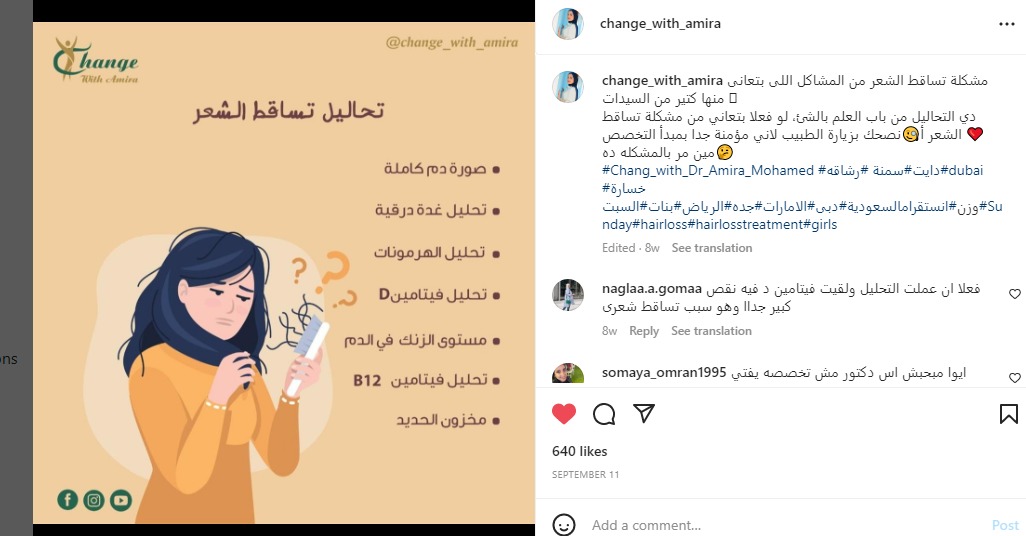 ons
Change
With Amira
@change_with_amira
تحاليل تساقط الشعر
صورة دم كاملة
تحليل غدة درقية
تحليل الهرمونات
تحليل فيتامينD
مستوى الزنك في الدم
تحليل فيتامين B12
مخزون الحديد
change_with_amira
change_with_amira مشكلة تساقط الشعر من المشاكل اللى بتعانى
منها كتير من السيدات
دي التحاليل من باب العلم بالشئ، لو فعلا بتعاني من مشكلة تساقط
الشعر أ🧐نصحك بزيارة الطبيب لاني مؤمنة جدا بمبدأ التخصص ❤️
مين مر بالمشكله ده🤔
#Chang_with_Dr_Amira_Mohamed #دايت#سمنة #رشاقه#dubai
#خسارة
وزن#انستقرامالسعودية#دبى#الامارات#جده#الرياض#بنات#السبت#Su
nday#hairloss#hairlosstreatment#girls
Edited · 8w See translation
naglaa.a.gomaa فعلا ان عملت التحليل ولقيت فيتامين د فيه نقص
كبير جداا وهو سبب تساقط شعرى
8w Reply See translation
somaya_omran1995 ايوا مبحبش اس دكتور مش تخصصه يفتي
640 likes
SEPTEMBER 11
Add a comment...
Post